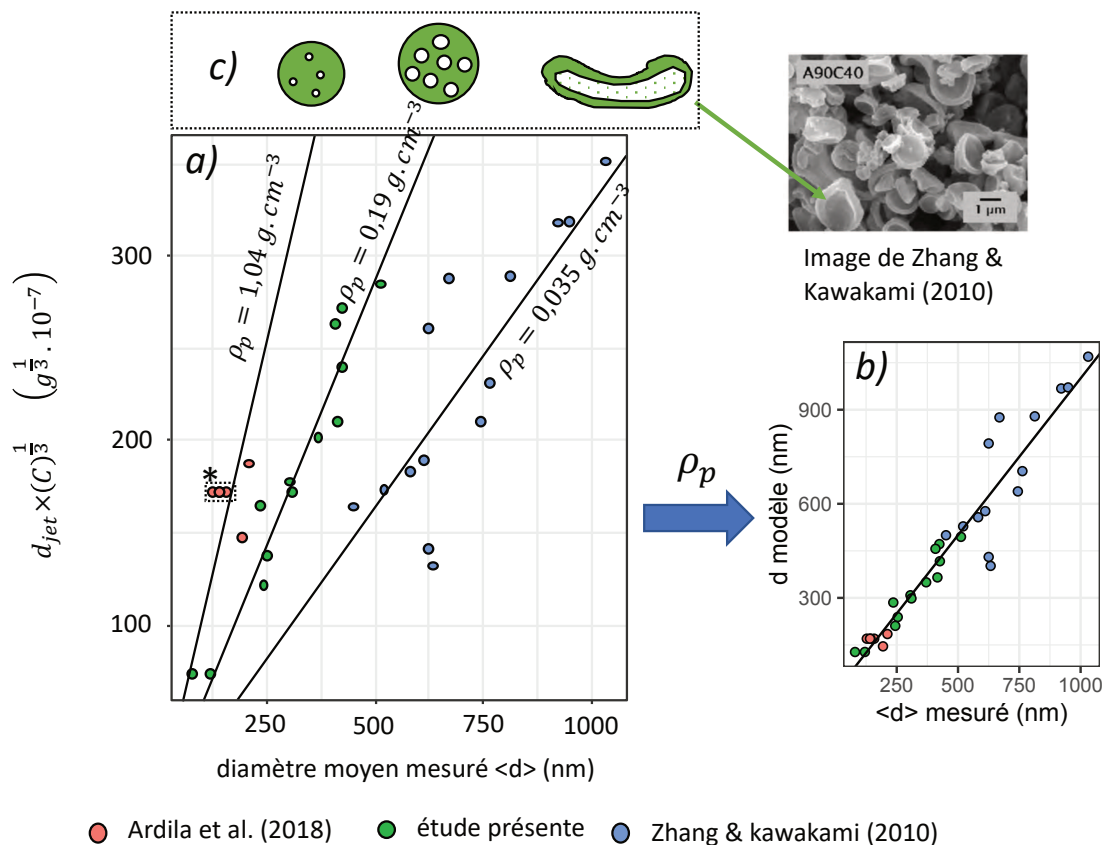 c)
A90C40
1 μm
Image de Zhang &
Kawakami (2010)
a)
ρp = 1,04 g.cm−3
ρp = 0,19 g.cm−3
ρp = 0,035 g.cm−3
*
300
200
100
djet×(C)1/3 (g1/3.10−7)
250 500 750 1000
diamètre moyen mesuré <d> (nm)
ρp
b)
900
600
300
d modèle (nm)
250 500 750 1000
<d> mesuré (nm)
Ardila et al. (2018) étude présente Zhang & kawakami (2010)